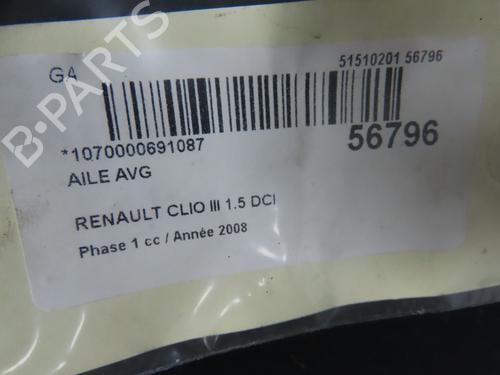 GA
51510201 56796
*1070000691087
56796
AILE AVG
RENAULT CLIO III 1.5 DCI
Phase 1 cc / Année 2008
B-PARTS